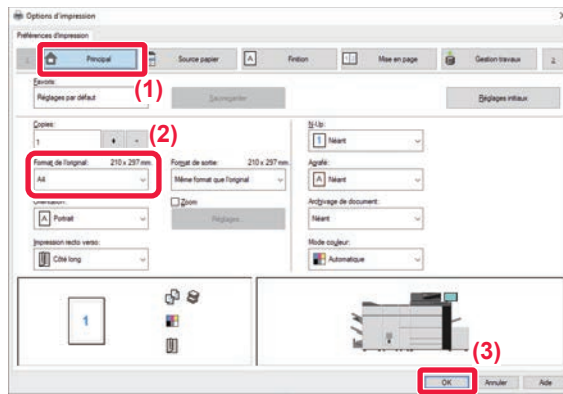 Options d'impression
Préférences d'impression
Principal
Source papier
Finition
Mise en page
Gestion travaux
(1)
Favoris:
Réglages par défaut
Sauvegarder
Réglages initiaux
(2)
Copies:
1
N-Up:
Néant
Format de l'original:
210 x 297 mm.
A4
Format de sortie:
210 x 297 mm.
Même format que l'original
Agrafe:
Néant
Orientation:
Portrait
Zoom
Réglages...
Archivage de document:
Néant
Impression recto verso:
Côté long
Mode couleur:
Automatique
1
(3)
OK
Annuler
Aide